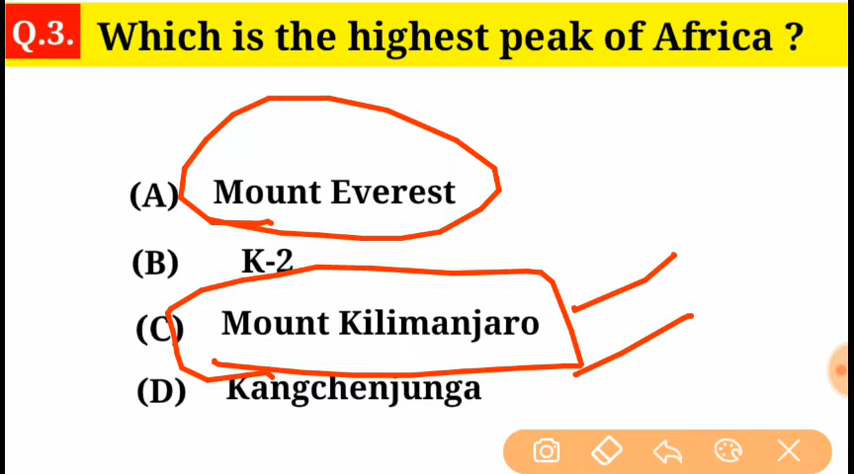 Q.3. Which is the highest peak of Africa ?
(A) Mount Everest
(B) K-2
(C) Mount Kilimanjaro
(D) Kangchenjunga